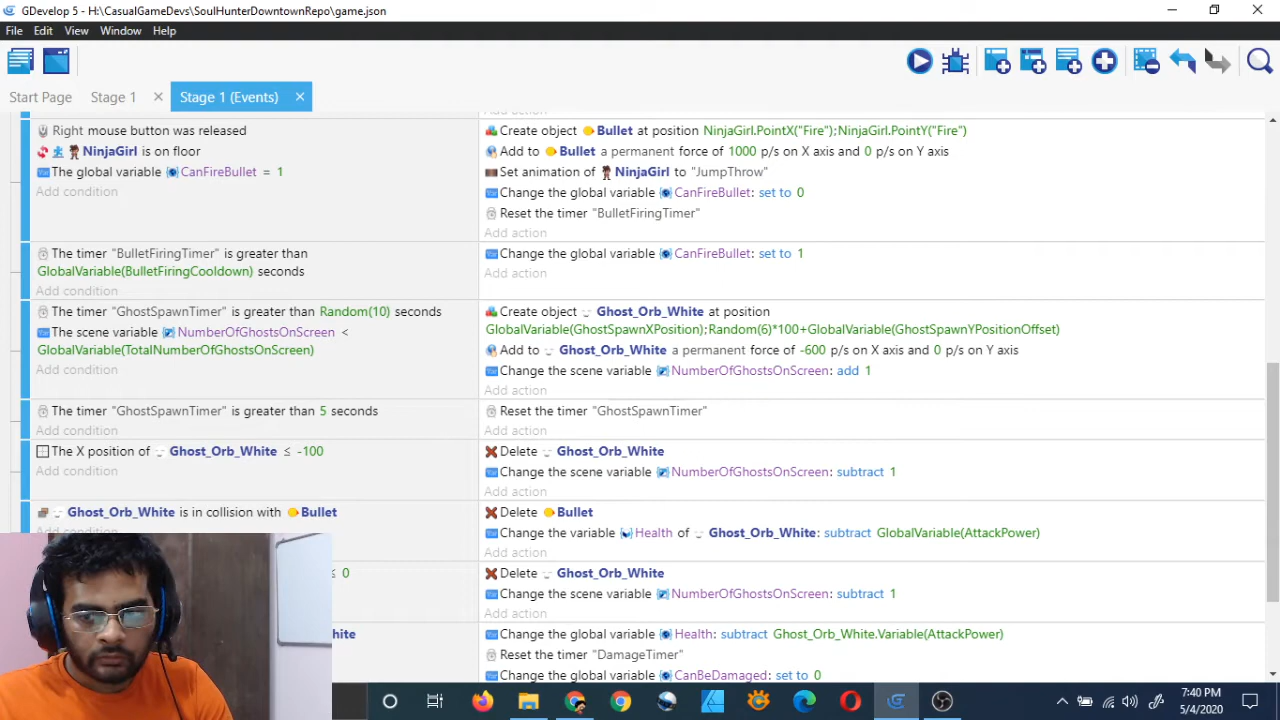 GDevelop 5 - H:\CasualGameDevs\SoulHunterDowntownRepo\game.json
File Edit View Window Help
Start Page Stage 1 × Stage 1 (Events) ×
Add condition Add action
Right mouse button was released Create object Bullet at position NinjaGirl.PointX("Fire");NinjaGirl.PointY("Fire")
NinjaGirl is on floor Add to Bullet a permanent force of 1000 p/s on X axis and 0 p/s on Y axis
The global variable CanFireBullet = 1 Set animation of NinjaGirl to "JumpThrow"
Add condition Change the global variable CanFireBullet: set to 0
Reset the timer "BulletFiringTimer"
Add action
The timer "BulletFiringTimer" is greater than Change the global variable CanFireBullet: set to 1
GlobalVariable(BulletFiringCooldown) seconds Add action
Add condition
The timer "GhostSpawnTimer" is greater than Random(10) seconds Create object Ghost_Orb_White at position
The scene variable NumberOfGhostsOnScreen < GlobalVariable(GhostSpawnXPosition);Random(6)*100+GlobalVariable(GhostSpawnYPositionOffset)
GlobalVariable(TotalNumberOfGhostsOnScreen) Add to Ghost_Orb_White a permanent force of -600 p/s on X axis and 0 p/s on Y axis
Add condition Change the scene variable NumberOfGhostsOnScreen: add 1
Add action
The timer "GhostSpawnTimer" is greater than 5 seconds Reset the timer "GhostSpawnTimer"
Add condition Add action
The X position of Ghost_Orb_White ≤ -100 Delete Ghost_Orb_White
Add condition Change the scene variable NumberOfGhostsOnScreen: subtract 1
Add action
Ghost_Orb_White is in collision with Bullet Delete Bullet
Add condition Change the variable Health of Ghost_Orb_White: subtract GlobalVariable(AttackPower)
Add action
≤ 0 Delete Ghost_Orb_White
Change the scene variable NumberOfGhostsOnScreen: subtract 1
Add action
hite Change the global variable Health: subtract Ghost_Orb_White.Variable(AttackPower)
Reset the timer "DamageTimer"
Change the global variable CanBeDamaged: set to 0
7:40 PM
5/4/2020